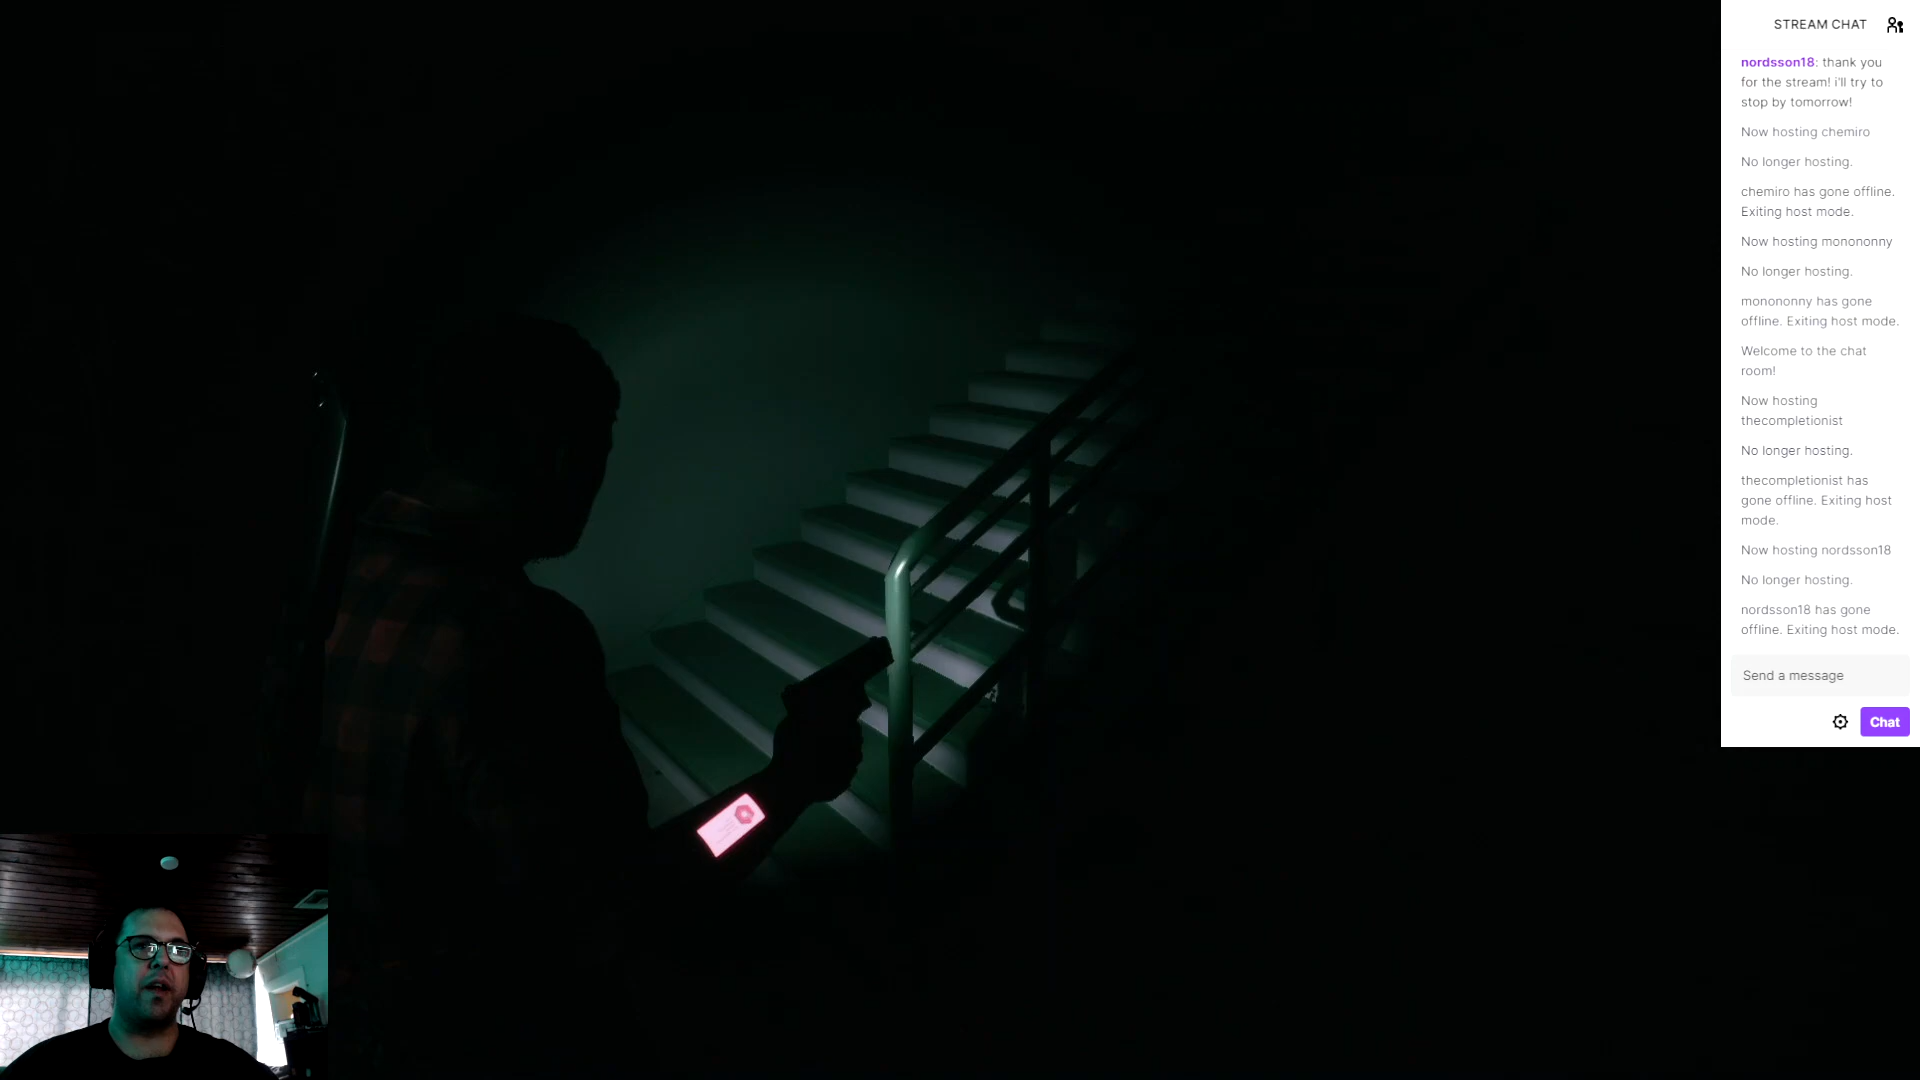 STREAM CHAT
nordsson18: thank you
for the stream! i'll try to
stop by tomorrow!
Now hosting chemiro
No longer hosting.
chemiro has gone offline.
Exiting host mode.
Now hosting monononny
No longer hosting.
monononny has gone
offline. Exiting host mode.
Welcome to the chat
room!
Now hosting
thecompletionist
No longer hosting.
thecompletionist has
gone offline. Exiting host
mode.
Now hosting nordsson18
No longer hosting.
nordsson18 has gone
offline. Exiting host mode.
Send a message
Chat